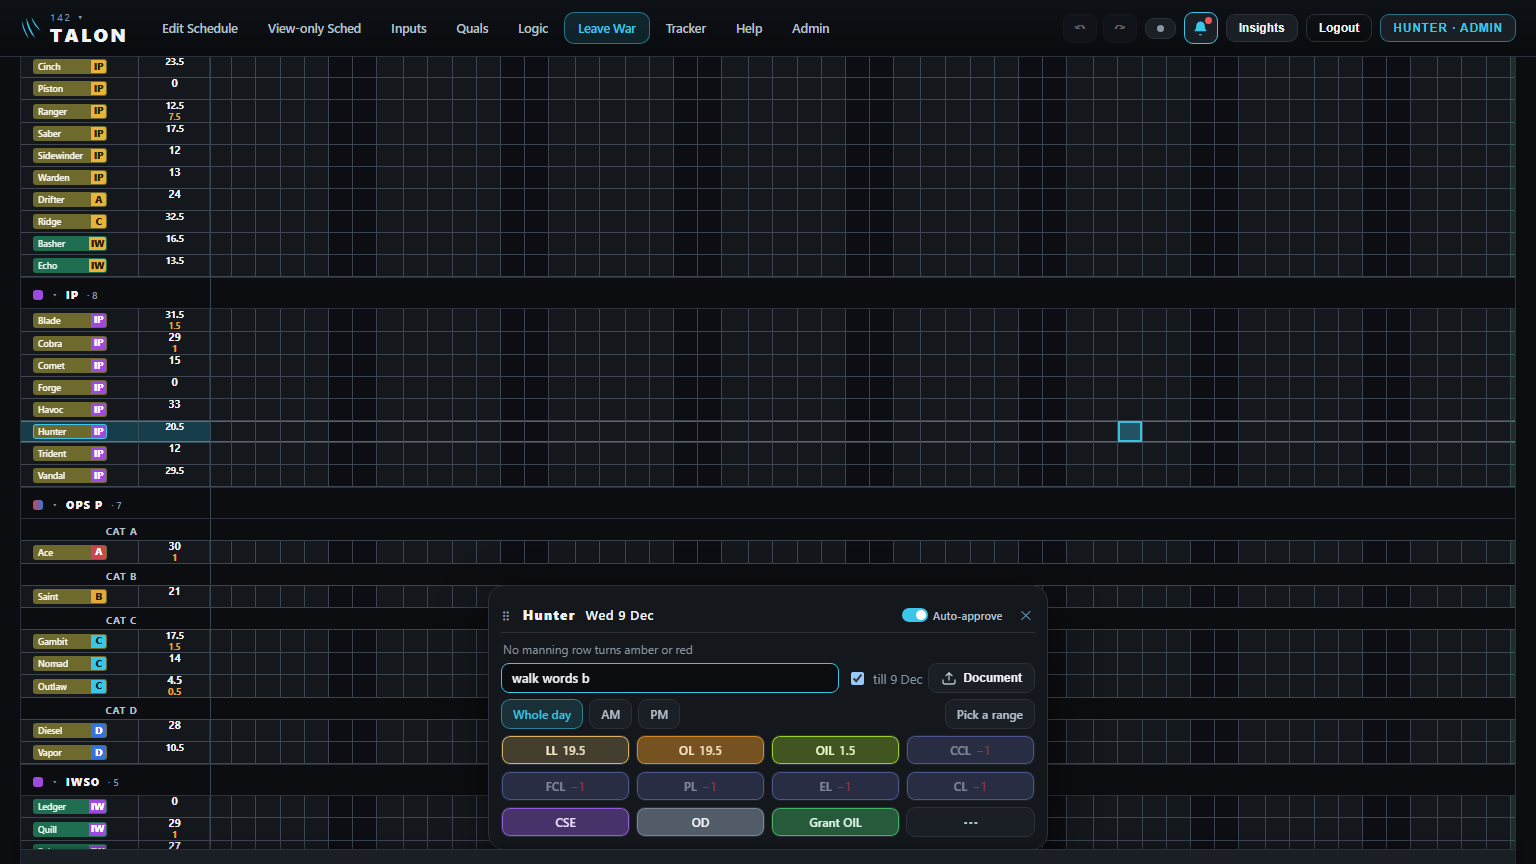 142
TALON
Edit Schedule
View-only Sched
Inputs
Quals
Logic
Leave War
Tracker
Help
Admin
Insights
Logout
HUNTER · ADMIN
Cinch IP 23.5
Piston IP 0
Ranger IP 12.5
7.5
Saber IP 17.5
Sidewinder IP 12
Warden IP 13
Drifter A 24
Ridge C 32.5
Basher IW 16.5
Echo IW 13.5
IP · 8
Blade IP 31.5
1.5
Cobra IP 29
1
Comet IP 15
Forge IP 0
Havoc IP 33
Hunter IP 20.5
Trident IP 12
Vandal IP 29.5
OPS P · 7
CAT A
Ace A 30
1
CAT B
Saint B 21
CAT C
Gambit C 17.5
1.5
Nomad C 14
Outlaw C 4.5
0.5
CAT D
Diesel D 28
Vapor D 10.5
IWSO · 5
Ledger IW 0
Quill IW 29
1
27
Hunter Wed 9 Dec
Auto-approve
No manning row turns amber or red
walk words b
till 9 Dec
Document
Whole day
AM
PM
Pick a range
LL 19.5
OL 19.5
OIL 1.5
CCL −1
FCL −1
PL −1
EL −1
CL −1
CSE
OD
Grant OIL
---